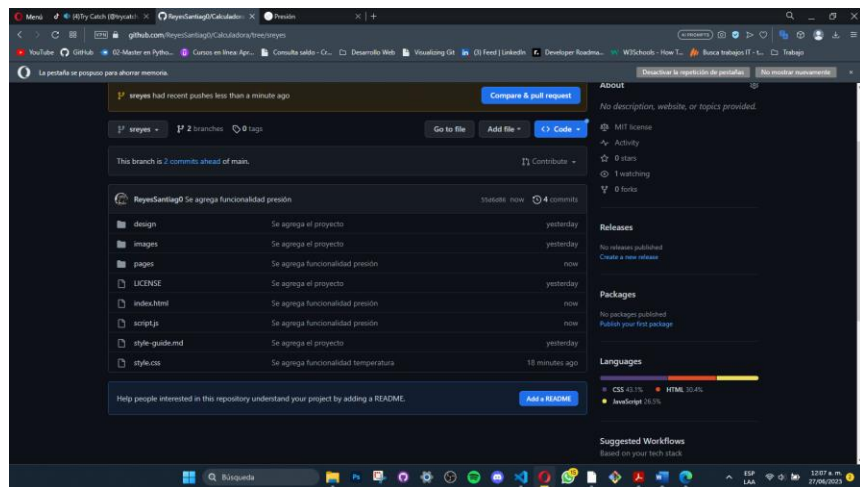 Menú
(4)Try Catch (@trycatch
ReyesSantiag0/Calculadora
Presión
VPN
github.com/ReyesSantiag0/Calculadora/tree/sreyes
YouTube
GitHub
02-Master en Pytho...
Cursos en línea: Apr...
Consulta saldo - Cr...
Desarrollo Web
Visualizing Git
(3) Feed | LinkedIn
Developer Roadma...
W3Schools - How T...
Busca trabajos IT - s...
Trabajo
La pestaña se pospuso para ahorrar memoria.
Desactivar la repetición de pestañas
No mostrar nuevamente
sreyes had recent pushes less than a minute ago
Compare & pull request
sreyes
2 branches
0 tags
Go to file
Add file
Code
This branch is 2 commits ahead of main.
Contribute
ReyesSantiag0 Se agrega funcionalidad presión
now
4 commits
design Se agrega el proyecto yesterday
images Se agrega el proyecto yesterday
pages Se agrega funcionalidad presión now
LICENSE Se agrega el proyecto yesterday
index.html Se agrega funcionalidad presión now
script.js Se agrega funcionalidad presión now
style-guide.md Se agrega el proyecto yesterday
style.css Se agrega funcionalidad temperatura 18 minutes ago
Help people interested in this repository understand your project by adding a README.
Add a README
About
No description, website, or topics provided.
MIT license
Activity
0 stars
1 watching
0 forks
Releases
No releases published
Create a new release
Packages
No packages published
Publish your first package
Languages
CSS 43.1%
HTML 30.4%
JavaScript 26.5%
Suggested Workflows
Based on your tech stack
Búsqueda
ESP
LAA
12:07 a. m.
27/06/2023